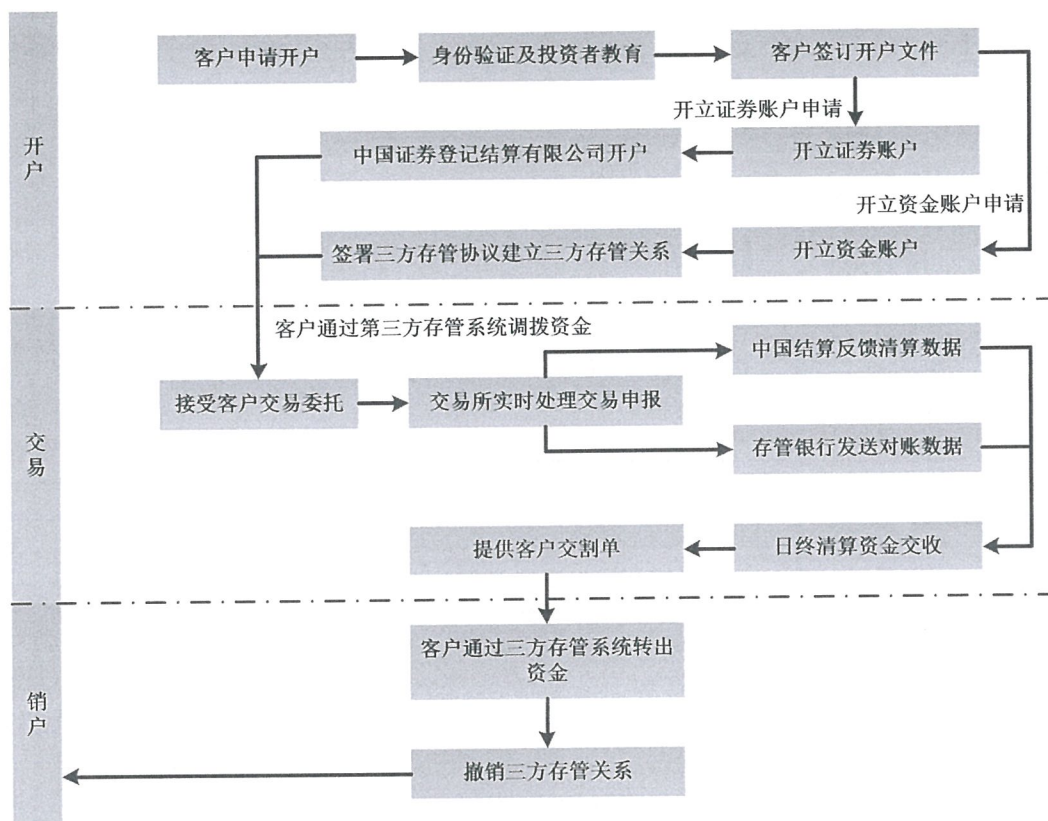 开户
客户申请开户
身份验证及投资者教育
客户签订开户文件
开立证券账户申请
中国证券登记结算有限公司开户
开立证券账户
开立资金账户申请
签署三方存管协议建立三方存管关系
开立资金账户
交易
客户通过第三方存管系统调拨资金
中国结算反馈清算数据
接受客户交易委托
交易所实时处理交易申报
存管银行发送对账数据
提供客户交割单
日终清算资金交收
销户
客户通过三方存管系统转出
资金
撤销三方存管关系